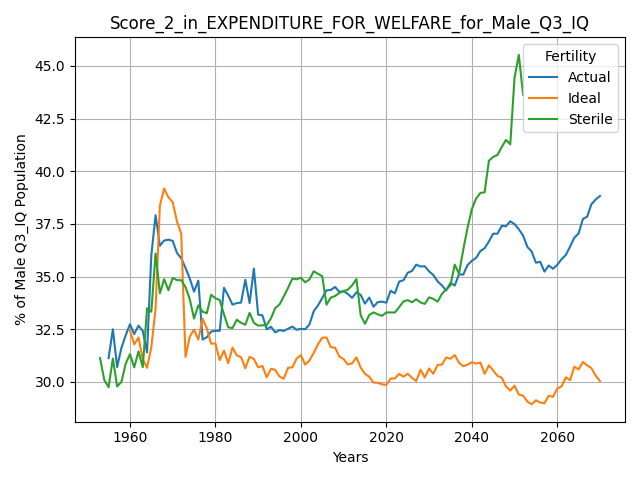 Score_2_in_EXPENDITURE_FOR_WELFARE_for_Male_Q3_IQ
Fertility
Actual
Ideal
Sterile
% of Male Q3_IQ Population
45.0
42.5
40.0
37.5
35.0
32.5
30.0
1960
1980
2000
2020
2040
2060
Years